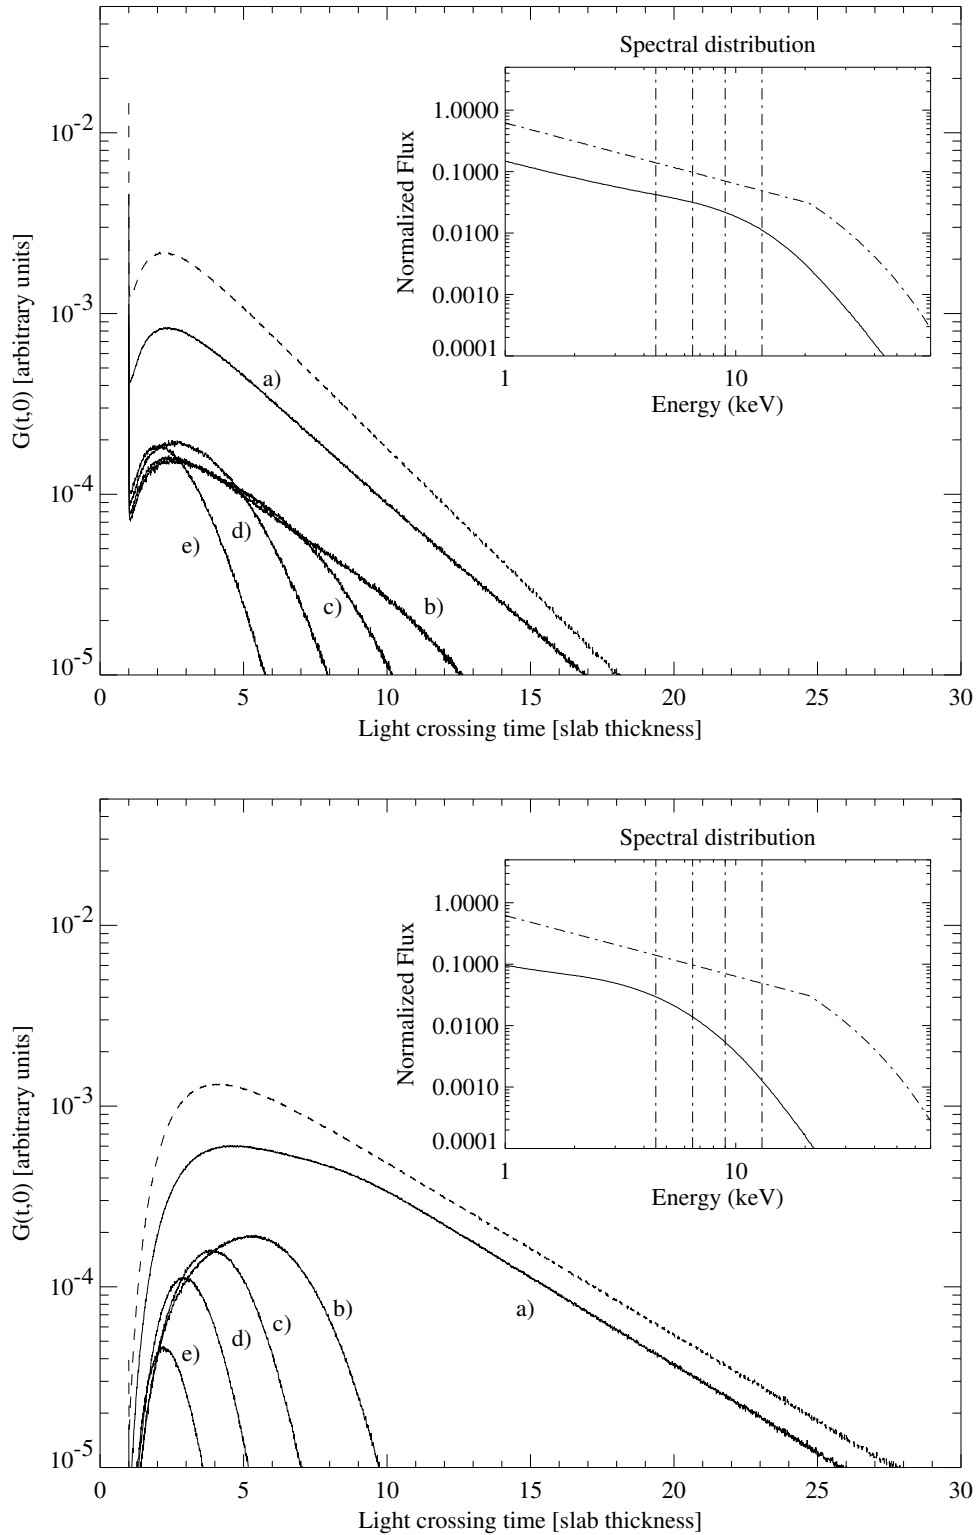 Spectral distribution
1.0000
0.1000
0.0100
0.0010
0.0001
Normalized Flux
1 10
Energy (keV)
10-2
10-3
10-4
10-5
G(t,0) [arbitrary units]
a)
b)
c)
d)
e)
0 5 10 15 20 25 30
Light crossing time [slab thickness]
Spectral distribution
1.0000
0.1000
0.0100
0.0010
0.0001
Normalized Flux
1 10
Energy (keV)
10-2
10-3
10-4
10-5
G(t,0) [arbitrary units]
a)
b)
c)
d)
e)
0 5 10 15 20 25 30
Light crossing time [slab thickness]